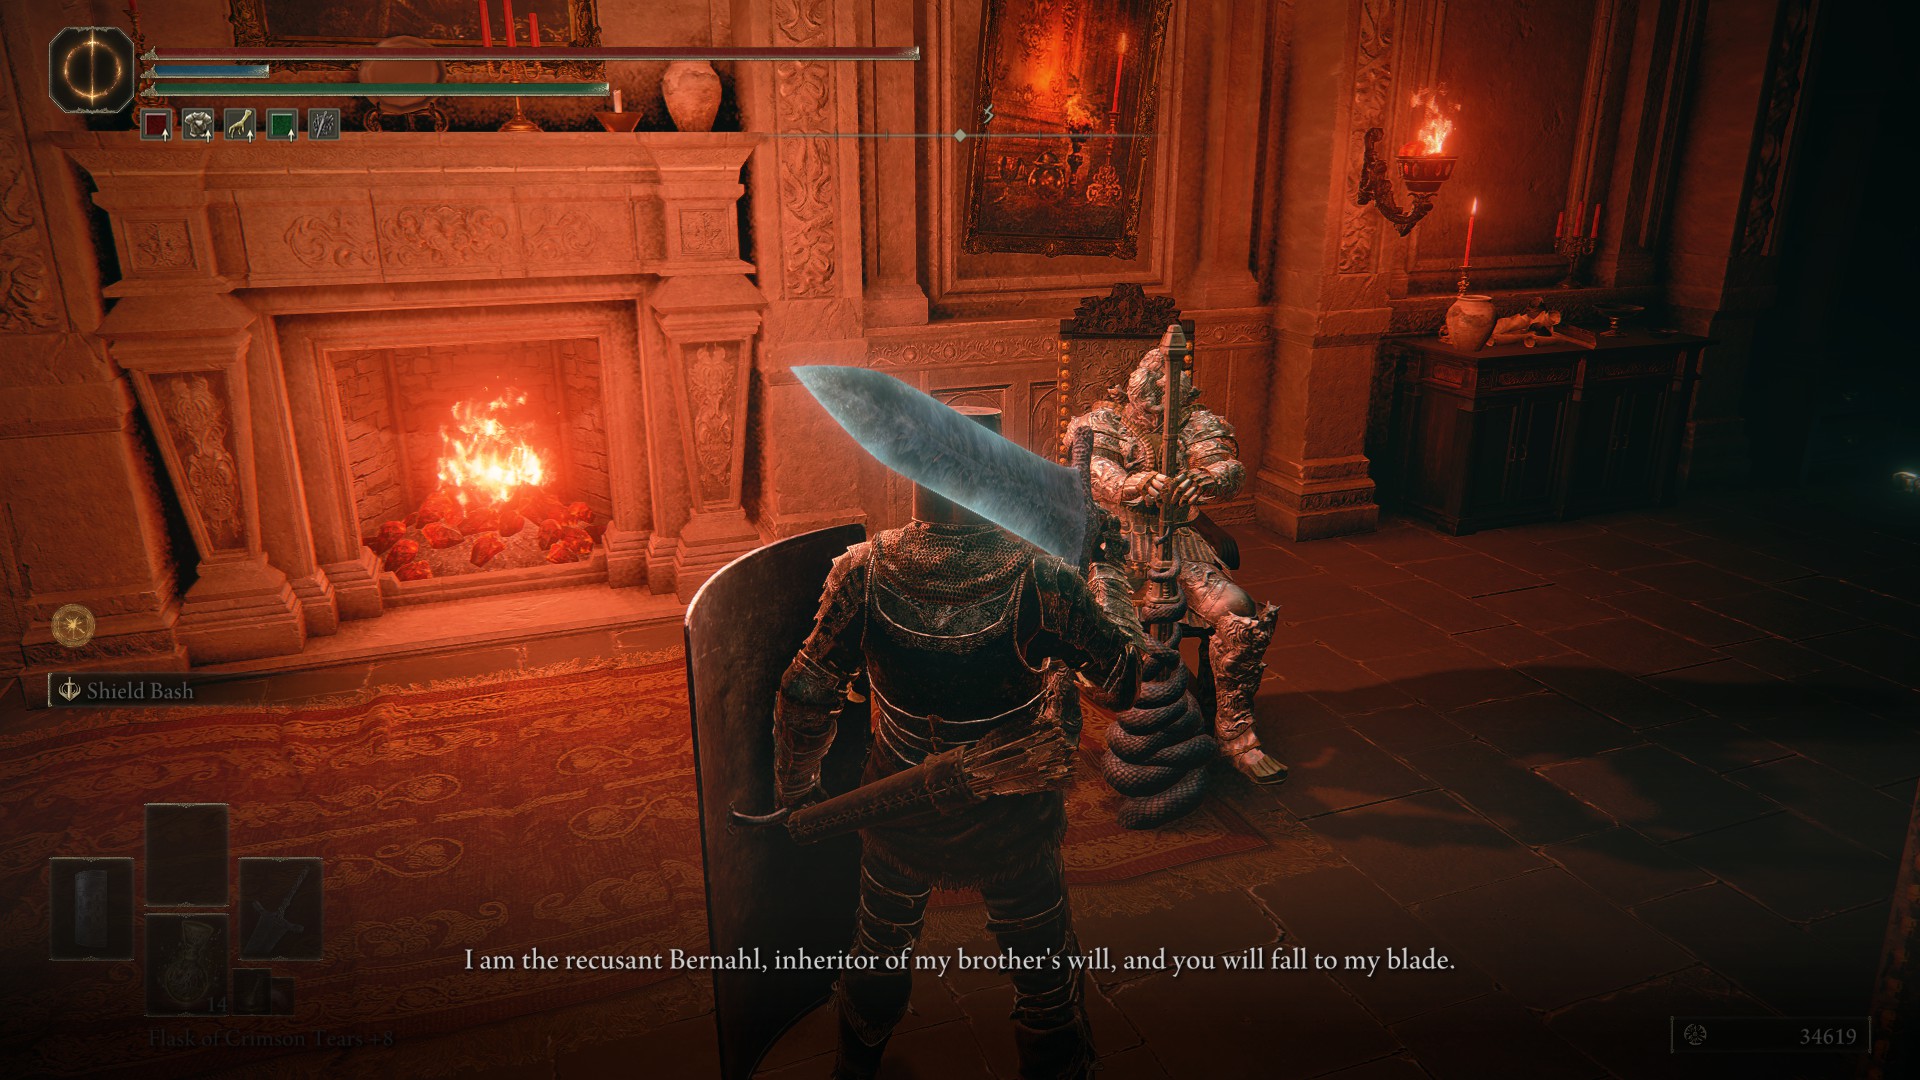 Shield Bash
I am the recusant Bernahl, inheritor of my brother's will, and you will fall to my blade.
14
Flask of Crimson Tears +8
34619